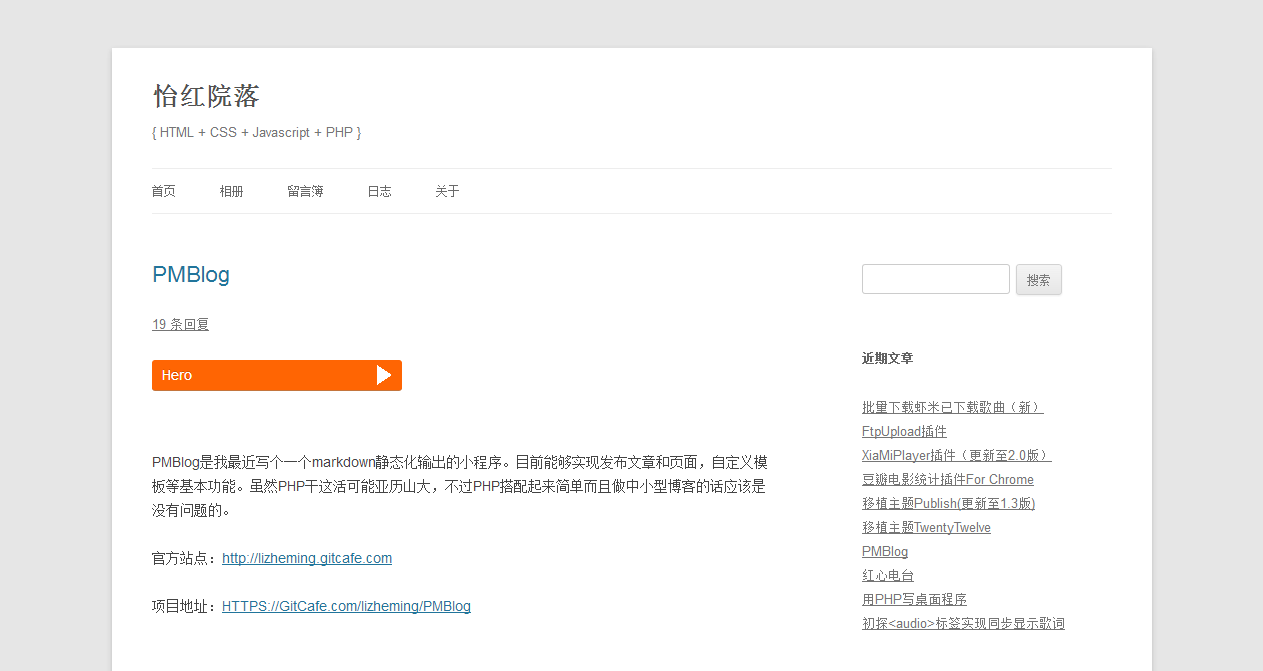 怡红院落
{ HTML + CSS + Javascript + PHP }
首页 相册 留言簿 日志 关于
PMBlog
19 条回复
Hero
PMBlog是我最近写个一个markdown静态化输出的小程序。目前能够实现发布文章和页面，自定义模
板等基本功能。虽然PHP干这活可能亚历山大，不过PHP搭配起来简单而且做中小型博客的话应该是
没有问题的。
官方站点：http://lizheming.gitcafe.com
项目地址：HTTPS://GitCafe.com/lizheming/PMBlog
搜索
近期文章
批量下载虾米已下载歌曲（新）
FtpUpload插件
XiaMiPlayer插件（更新至2.0版）
豆瓣电影统计插件For Chrome
移植主题Publish(更新至1.3版)
移植主题TwentyTwelve
PMBlog
红心电台
用PHP写桌面程序
初探<audio>标签实现同步显示歌词